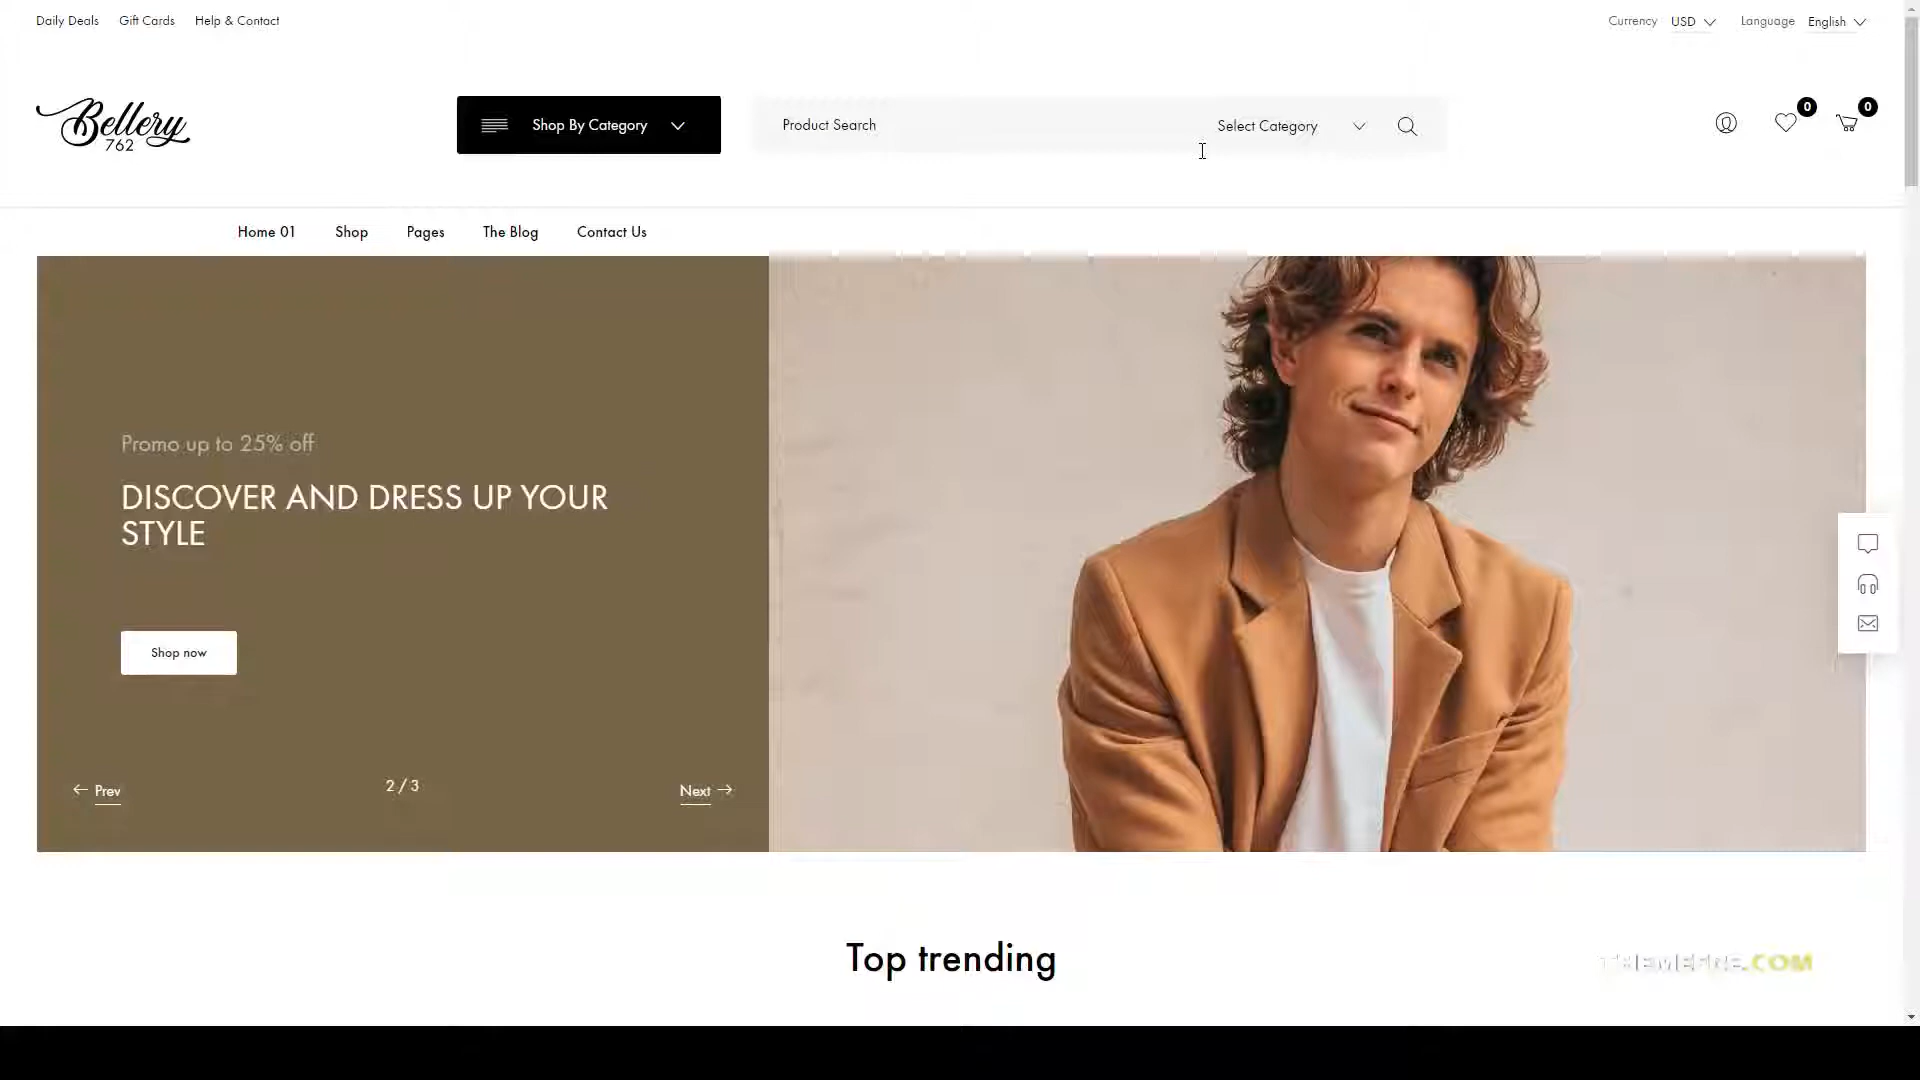 Daily Deals Gift Cards Help & Contact
Currency USD Language English
Bellery
762
Shop By Category
Product Search
Select Category
0
0
Home 01 Shop Pages The Blog Contact Us
Promo up to 25% off
DISCOVER AND DRESS UP YOUR
STYLE
Shop now
Prev
2 / 3
Next
Top trending
THEMEFRE.COM